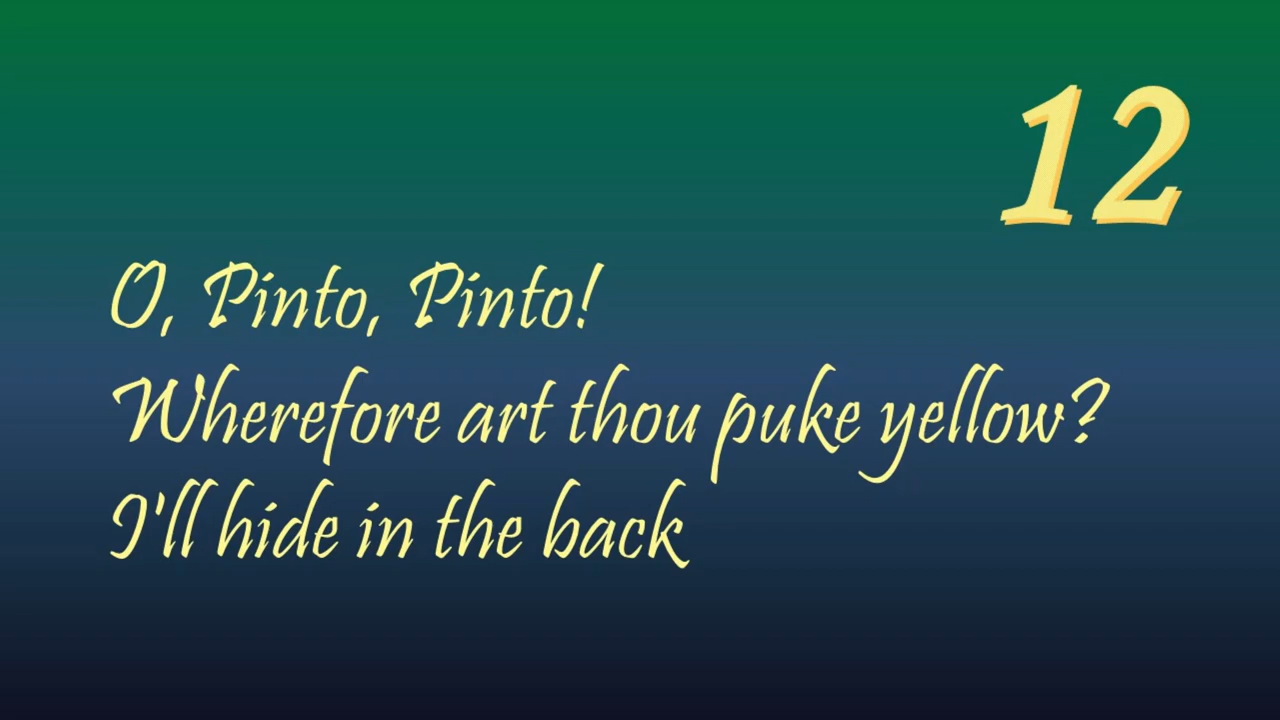 12
O, Pinto, Pinto!
Wherefore art thou puke yellow?
I'll hide in the back